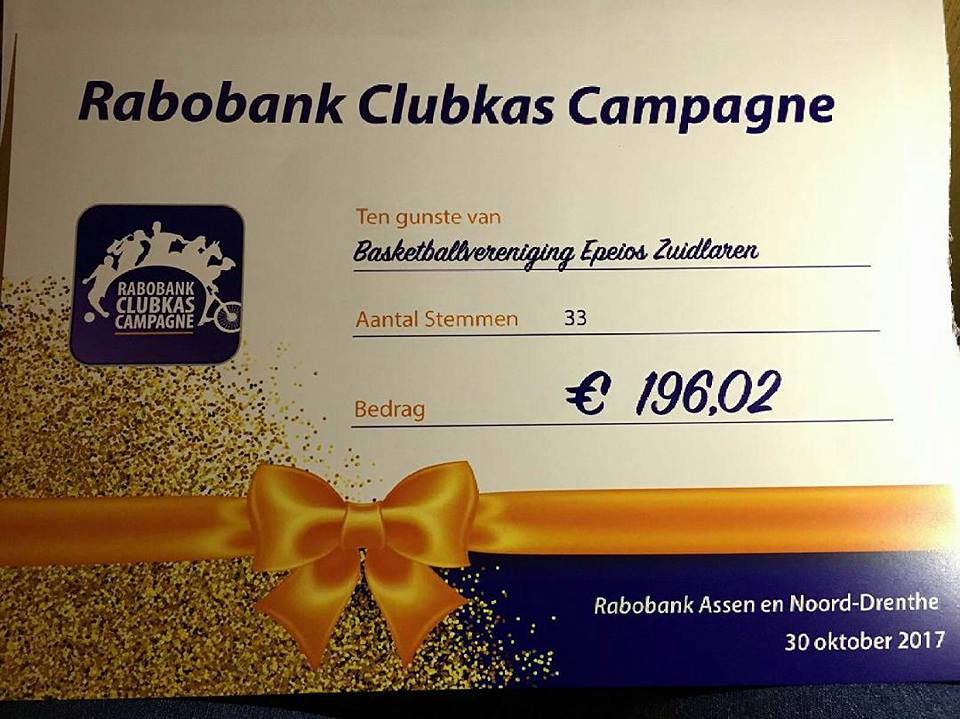 Rabobank Clubkas Campagne
RABOBANK
CLUBKAS
CAMPAGNE
Ten gunste van
Basketballvereniging Epeios Zuidlaren
Aantal Stemmen 33
Bedrag € 196,02
Rabobank Assen en Noord-Drenthe
30 oktober 2017